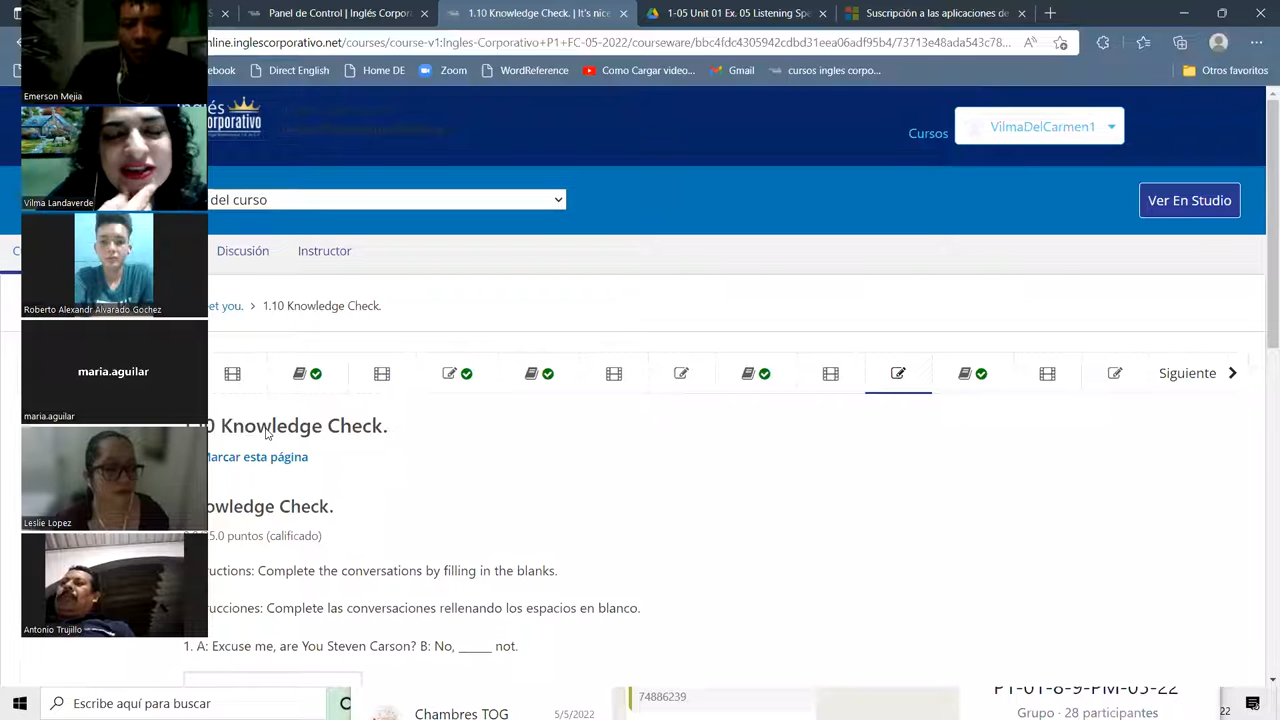 Emerson Mejia
Vilma Landaverde
Roberto Alexandr Alvarado Gochez
maria.aguilar
maria.aguilar
Leslie Lopez
Antonio Trujillo
Panel de Control | Ingles Corpor
1.10 Knowledge Check. | It's nice
1-05 Unit 01 Ex. 05 Listening Sp
Suscripción a las aplicaciones de
nline.inglescorporativo.net/courses/course-v1:Ingles-Corporativo+P1+FC-05-2022/courseware/bbc4fdc4305942cdbd31eea06adf95b4/73713e48ada543c78...
ebook
Direct English
Home DE
Zoom
WordReference
Como Cargar video...
Gmail
cursos ingles corpo...
Otros favoritos
Inglés
orporativo
Cursos
VilmaDelCarmen1
del curso
Ver En Studio
C
Discusión
Instructor
et you. > 1.10 Knowledge Check.
Siguiente
0 Knowledge Check.
arcar esta página
owledge Check.
5.0 puntos (calificado)
uctions: Complete the conversations by filling in the blanks.
rucciones: Complete las conversaciones rellenando los espacios en blanco.
1. A: Excuse me, are You Steven Carson? B: No, _____ not.
Escribe aquí para buscar
Chambres TOG
5/5/2022
74886239
P1-01-8-9-PM-05-22
Grupo · 28 participantes
22